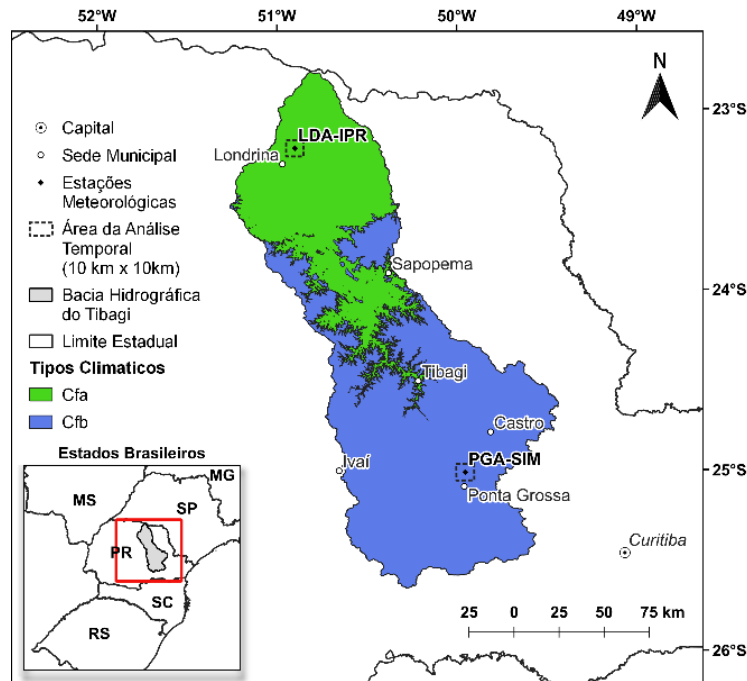 52°W
51°W
50°W
49°W
N
23°S
24°S
25°S
26°S
Capital
Sede Municipal
Estações
Meteorológicas
Área da Análise
Temporal
(10 km x 10km)
Bacia Hidrográfica
do Tibagi
Limite Estadual
Tipos Climaticos
Cfa
Cfb
LDA-IPR
Londrina
Sapopema
Tibagi
Castro
Ivaí
PGA-SIM
Ponta Grossa
Curitiba
Estados Brasileiros
MG
MS
SP
PR
SC
RS
25 0 25 50 75 km